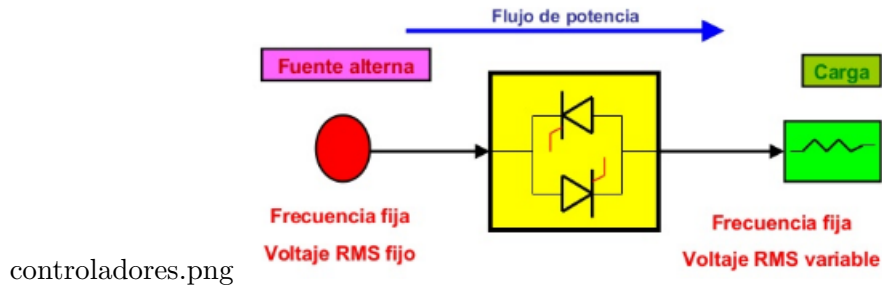 Flujo de potencia
Fuente alterna
Carga
Frecuencia fija
Voltaje RMS fijo
Frecuencia fija
Voltaje RMS variable
controladores.png